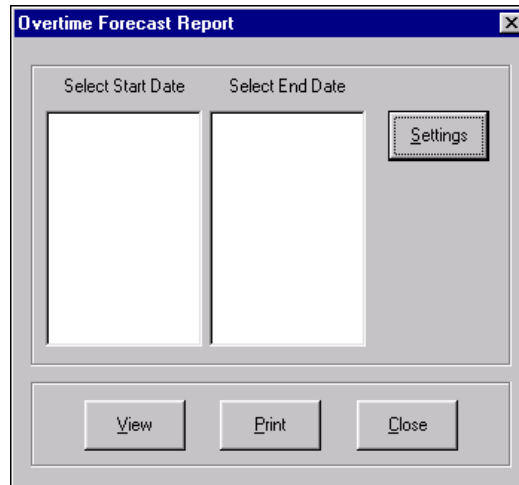 Overtime Forecast Report
Select Start Date Select End Date
Settings
View Print Close